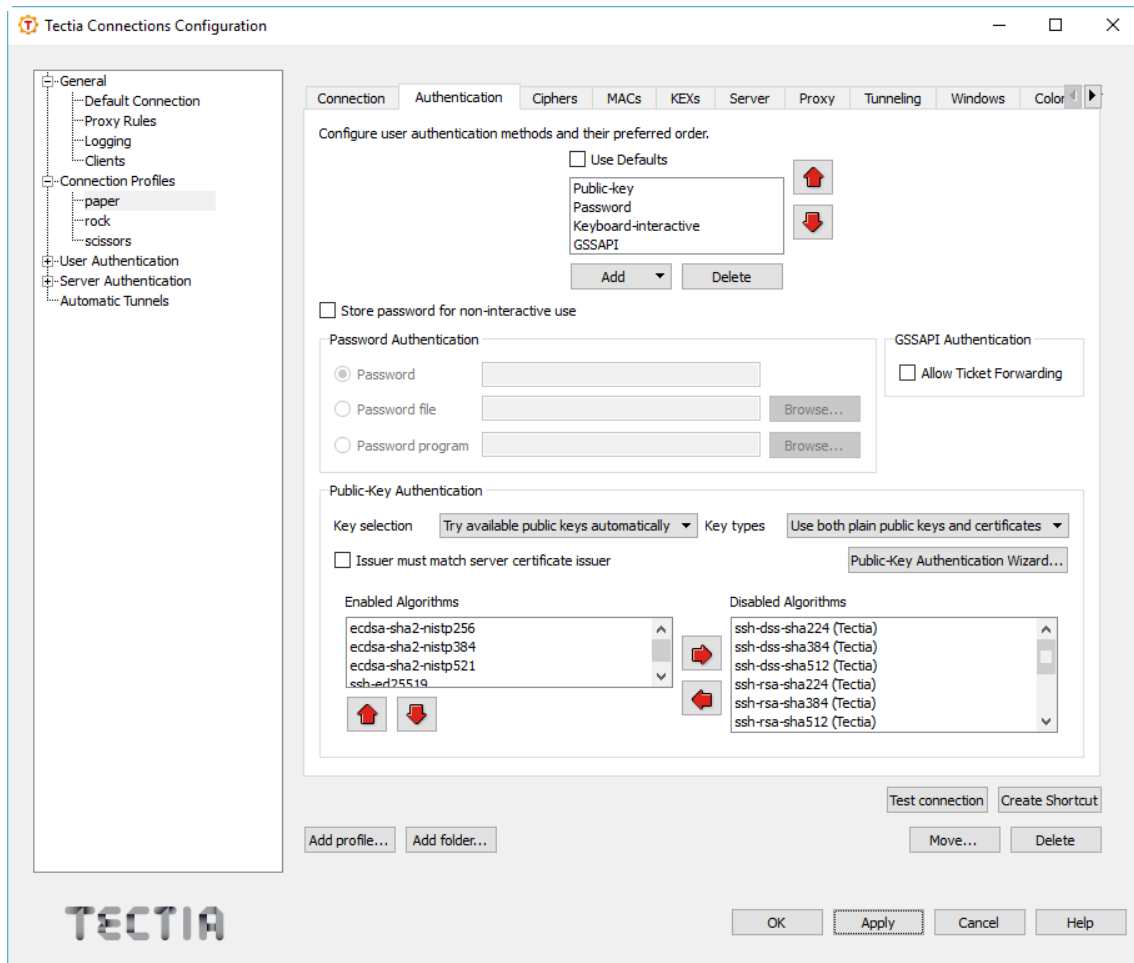 Tectia Connections Configuration
General
Default Connection
Proxy Rules
Logging
Clients
Connection Profiles
paper
rock
scissors
User Authentication
Server Authentication
Automatic Tunnels
Connection Authentication Ciphers MACs KEXs Server Proxy Tunneling Windows Color
Configure user authentication methods and their preferred order.
Use Defaults
Public-key
Password
Keyboard-interactive
GSSAPI
Add Delete
Store password for non-interactive use
Password Authentication
Password
Password file Browse...
Password program Browse...
GSSAPI Authentication
Allow Ticket Forwarding
Public-Key Authentication
Key selection Try available public keys automatically Key types Use both plain public keys and certificates
Issuer must match server certificate issuer Public-Key Authentication Wizard...
Enabled Algorithms
ecdsa-sha2-nistp256
ecdsa-sha2-nistp384
ecdsa-sha2-nistp521
ssh-ed25519
Disabled Algorithms
ssh-dss-sha224 (Tectia)
ssh-dss-sha384 (Tectia)
ssh-dss-sha512 (Tectia)
ssh-rsa-sha224 (Tectia)
ssh-rsa-sha384 (Tectia)
ssh-rsa-sha512 (Tectia)
Test connection Create Shortcut
Add profile... Add folder... Move... Delete
TECTIA
OK Apply Cancel Help